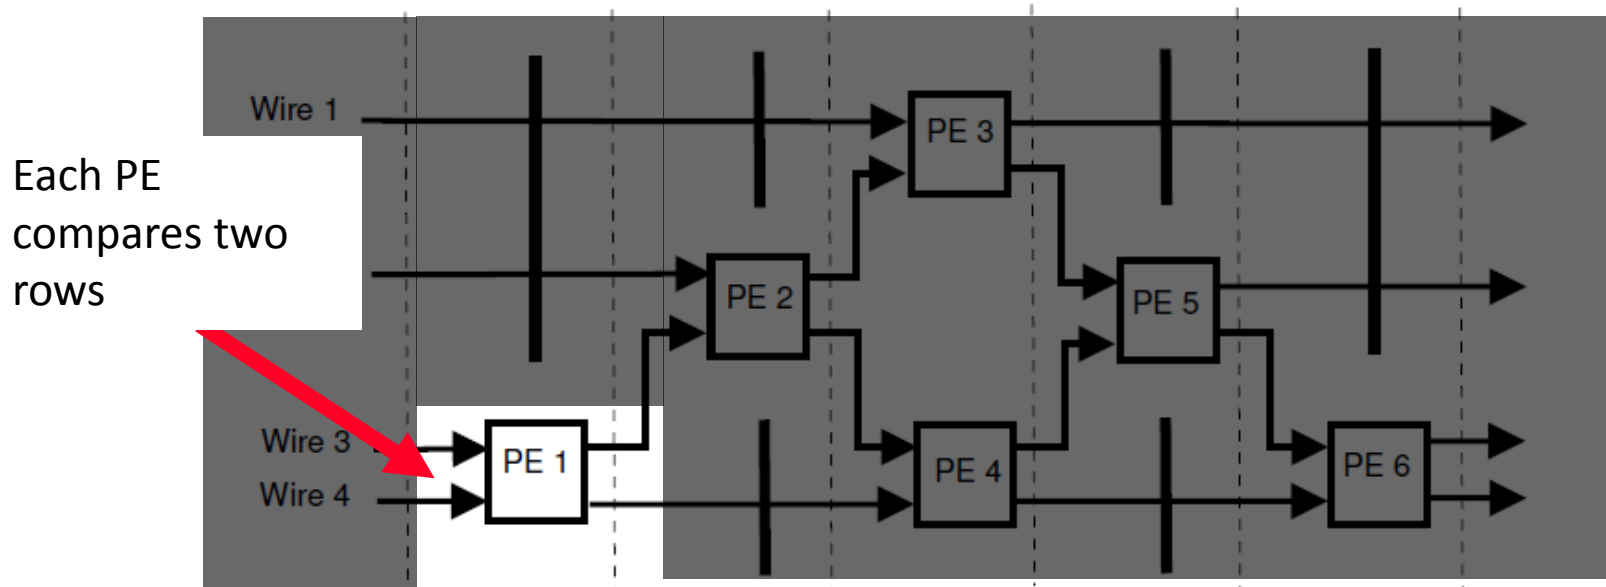 Wire 1
Each PE
compares two
rows
Wire 3
Wire 4
PE 1
PE 2
PE 3
PE 4
PE 5
PE 6